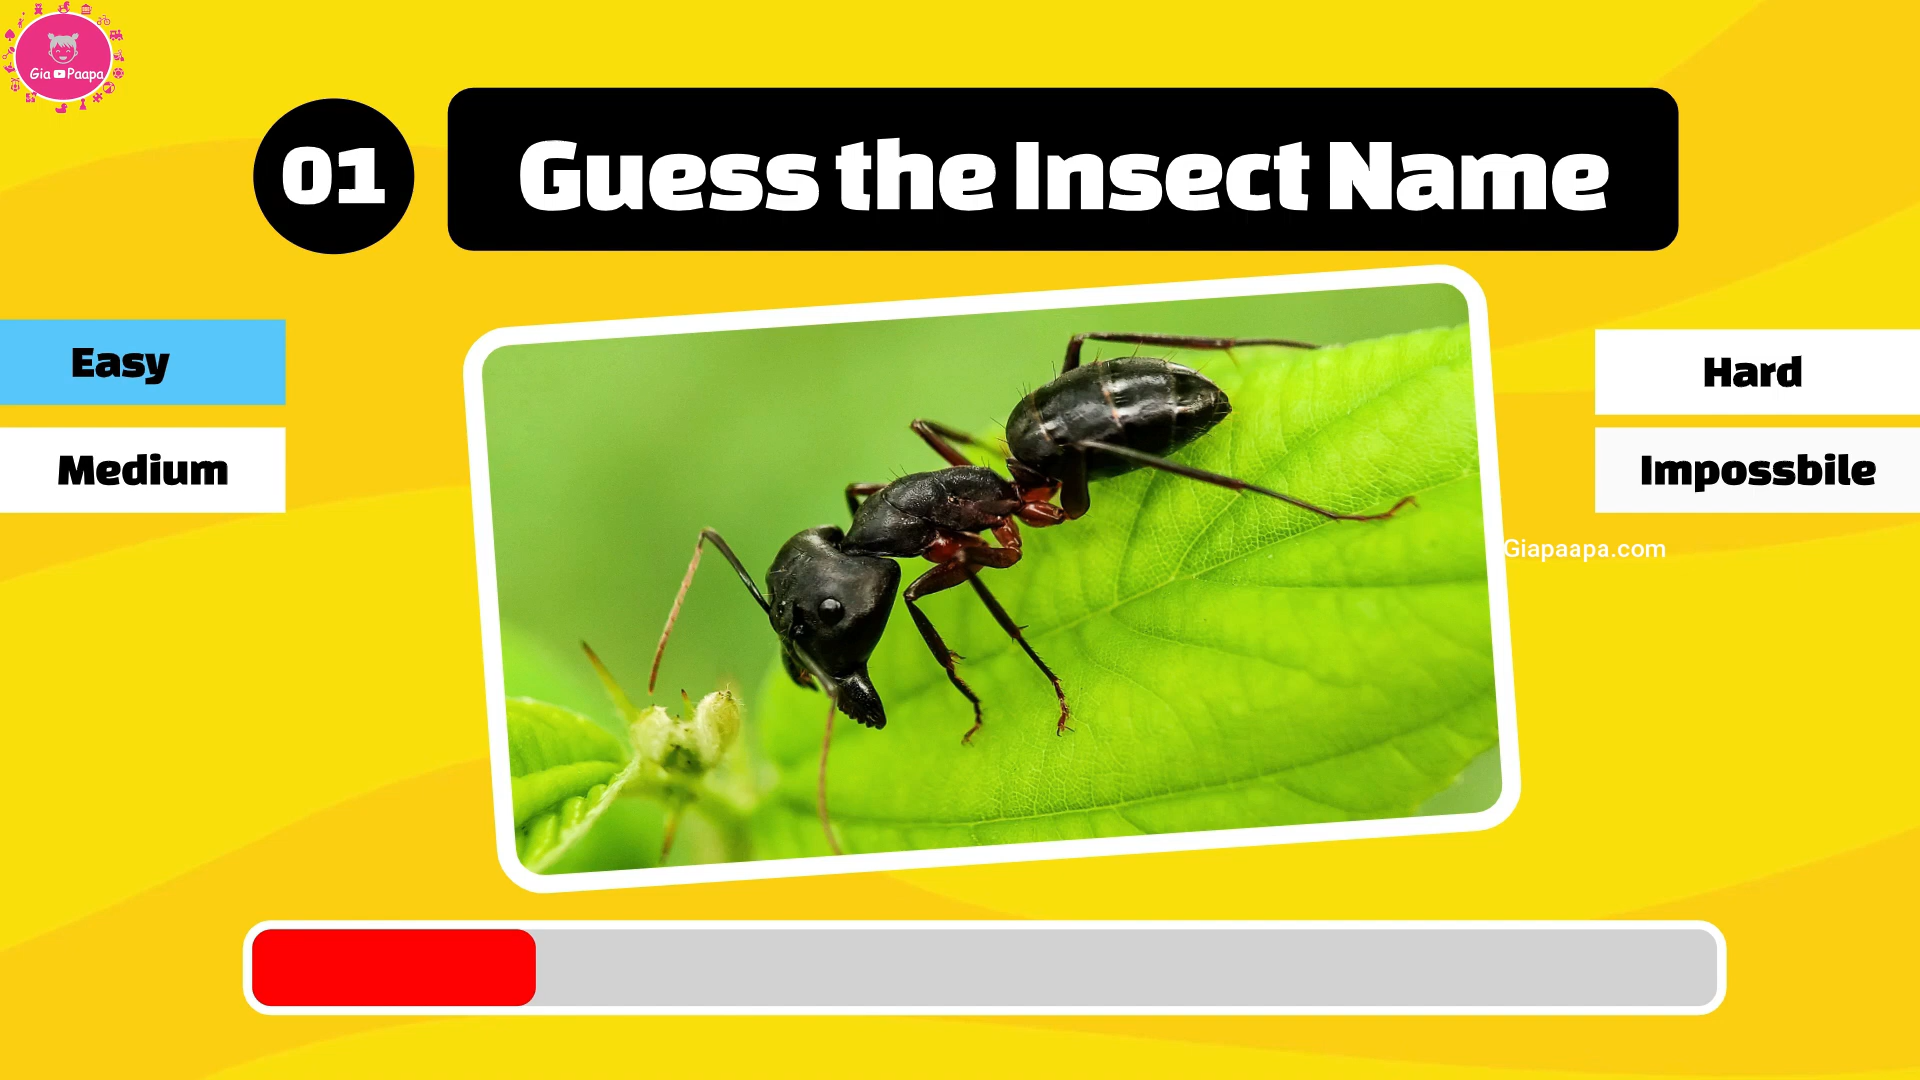 Gia Paapa
01
Guess the Insect Name
Easy
Medium
Hard
Impossbile
Giapaapa.com